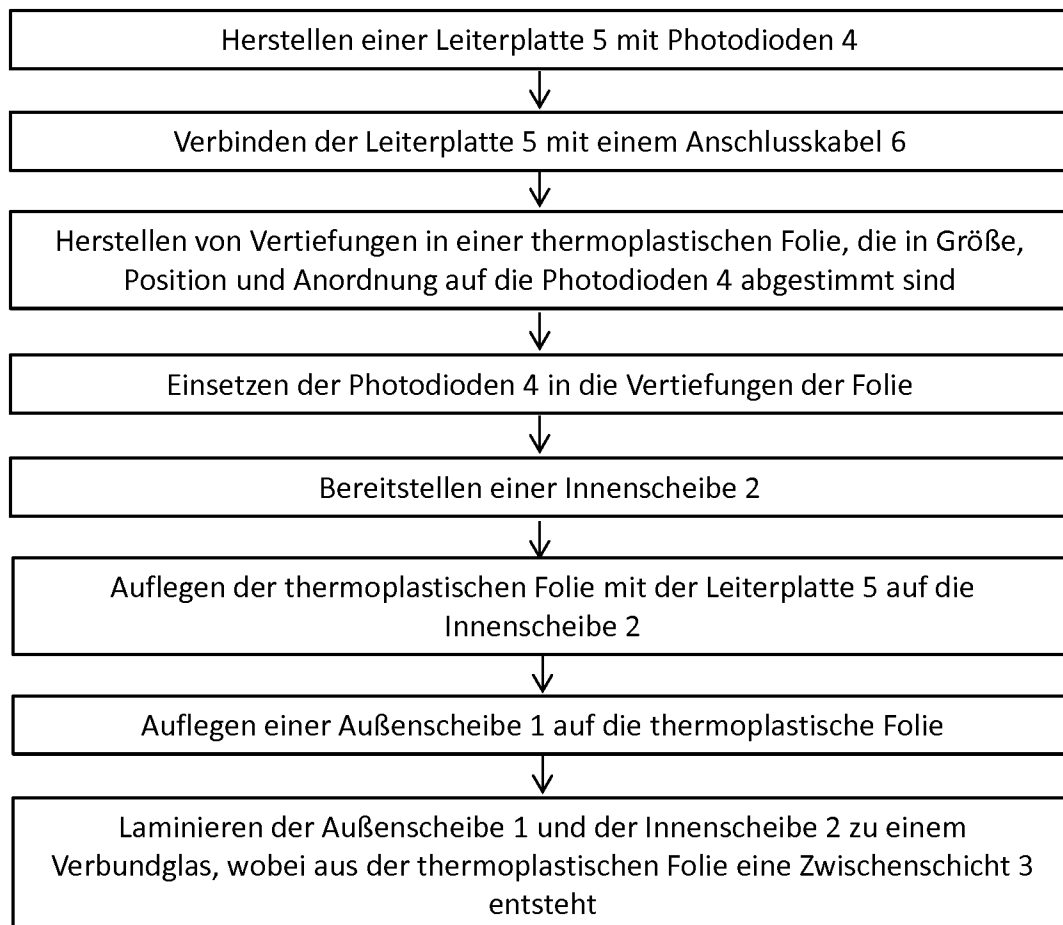 Herstellen einer Leiterplatte 5 mit Photodioden 4
Verbinden der Leiterplatte 5 mit einem Anschlusskabel 6
Herstellen von Vertiefungen in einer thermoplastischen Folie, die in Größe,
Position und Anordnung auf die Photodioden 4 abgestimmt sind
Einsetzen der Photodioden 4 in die Vertiefungen der Folie
Bereitstellen einer Innenscheibe 2
Auflegen der thermoplastischen Folie mit der Leiterplatte 5 auf die
Innenscheibe 2
Auflegen einer Außenscheibe 1 auf die thermoplastische Folie
Laminieren der Außenscheibe 1 und der Innenscheibe 2 zu einem
Verbundglas, wobei aus der thermoplastischen Folie eine Zwischenschicht 3
entsteht